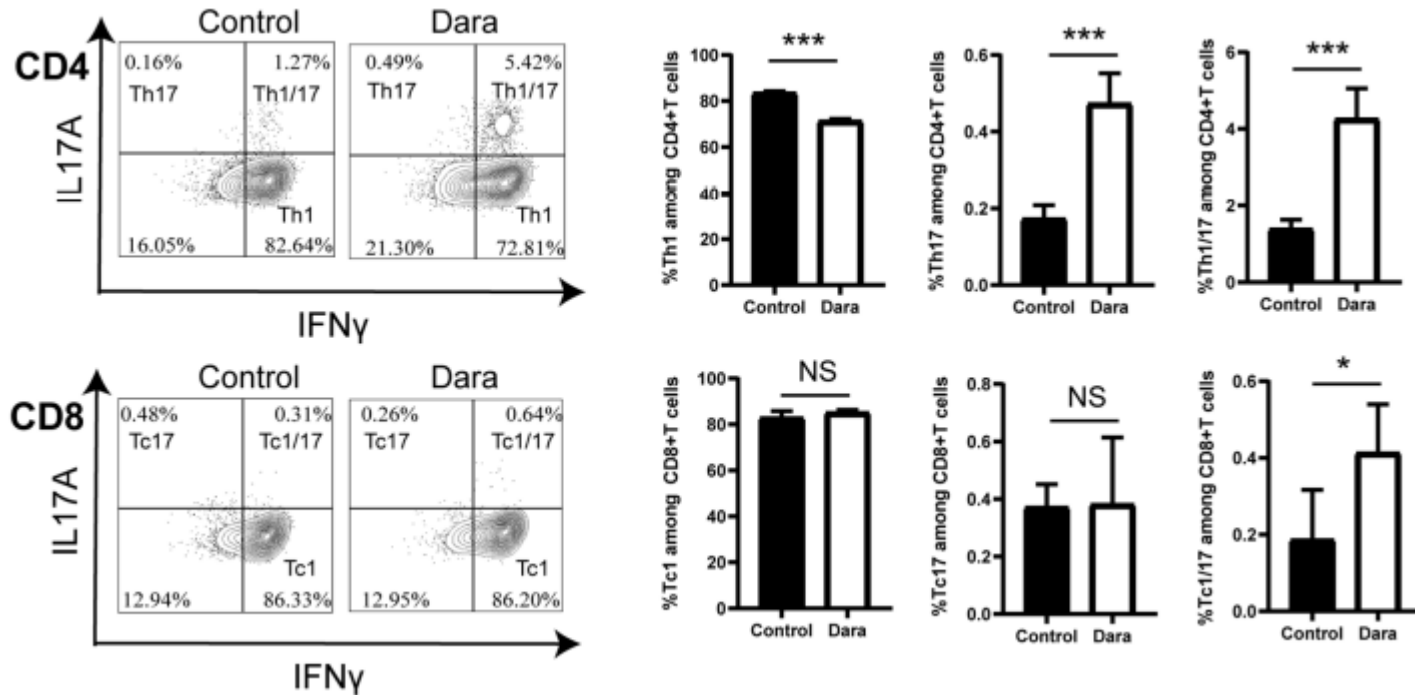 Control Dara
CD4
IL17A
0.16% 1.27%
Th17 Th1/17
Th1
16.05% 82.64%
0.49% 5.42%
Th17 Th1/17
Th1
21.30% 72.81%
IFNγ
%Th1 among CD4+T cells
100
80
60
40
20
0
***
Control Dara
%Th17 among CD4+T cells
0.6
0.4
0.2
0.0
***
Control Dara
%Th1/17 among CD4+T cells
6
4
2
0
***
Control Dara
Control Dara
CD8
IL17A
0.48% 0.31%
Tc17 Tc1/17
Tc1
12.94% 86.33%
0.26% 0.64%
Tc17 Tc1/17
Tc1
12.95% 86.20%
IFNγ
%Tc1 among CD8+T cells
100
80
60
40
20
0
NS
Control Dara
%Tc17 among CD8+T cells
0.8
0.6
0.4
0.2
0.0
NS
Control Dara
%Tc1/17 among CD8+T cells
0.6
0.4
0.2
0.0
*
Control Dara